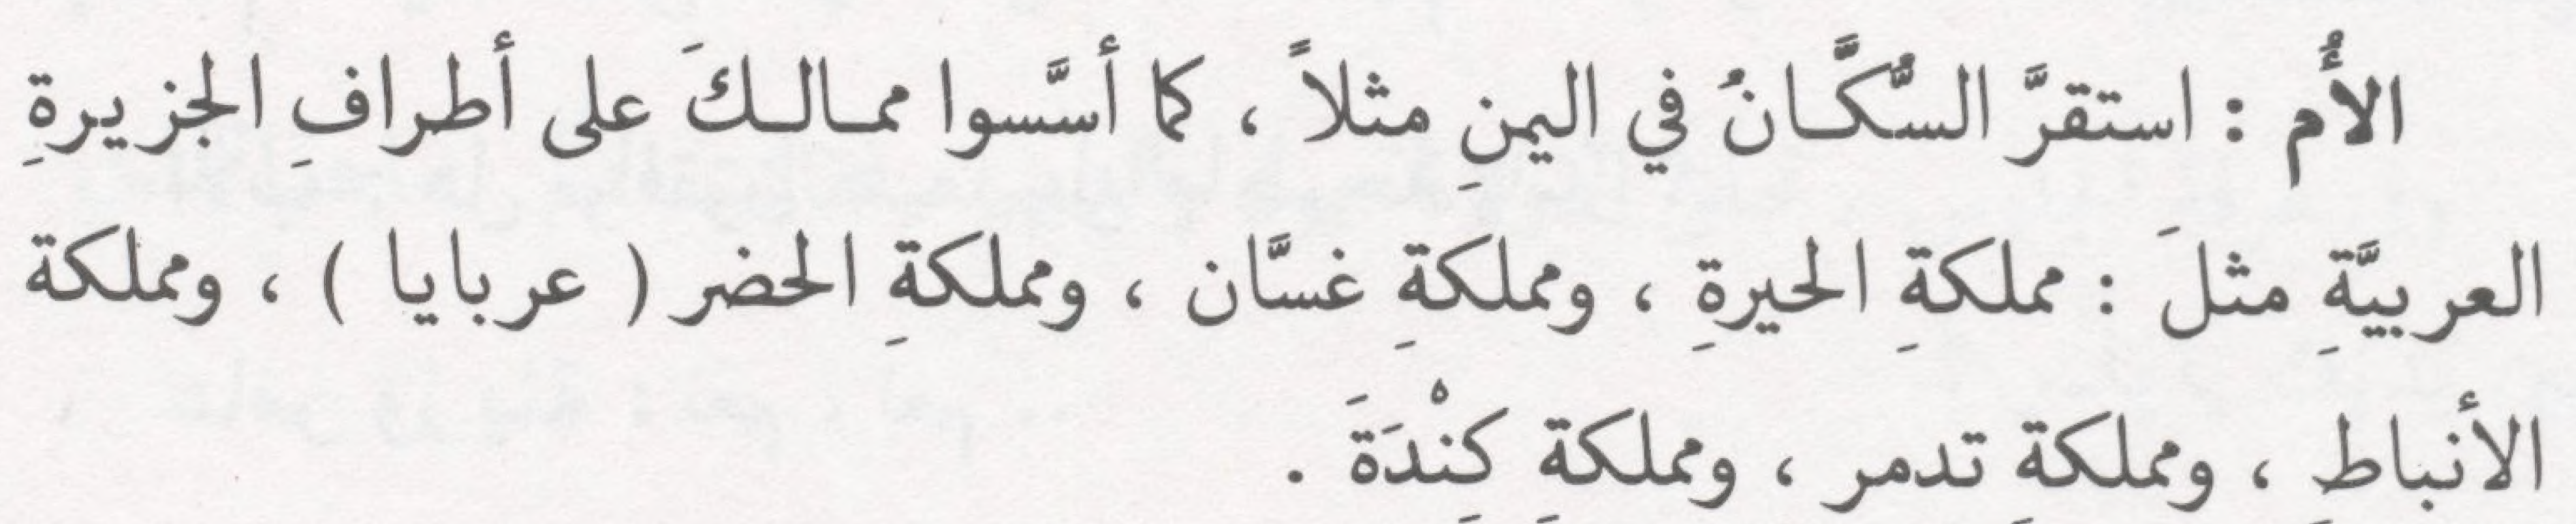 الأُم : استقرَّ السُّكَّانُ في اليمنِ مثلاً ، كما أسَّسوا ممالكَ على أطرافِ الجزيرةِ
العربيَّةِ مثلَ : مملكةِ الحيرةِ ، ومملكةِ غسَّان ، ومملكةِ الحضر ( عربايا ) ، ومملكة
الأنباطِ ، ومملكةِ تدمر ، ومملكةِ كِنْدَةَ .